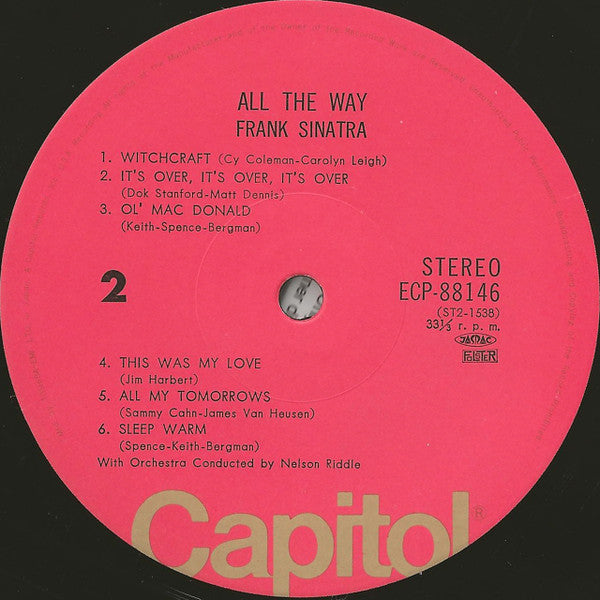 ALL THE WAY
FRANK SINATRA
1. WITCHCRAFT (Cy Coleman-Carolyn Leigh)
2. IT'S OVER, IT'S OVER, IT'S OVER
(Dok Stanford-Matt Dennis)
3. OL' MAC DONALD
(Keith-Spence-Bergman)
2
STEREO
ECP-88146
(ST2-1538)
33⅓ r. p. m.
JASRAC
4. THIS WAS MY LOVE
(Jim Harbert)
5. ALL MY TOMORROWS
(Sammy Cahn-James Van Heusen)
6. SLEEP WARM
(Spence-Keith-Bergman)
With Orchestra Conducted by Nelson Riddle
Capitol®